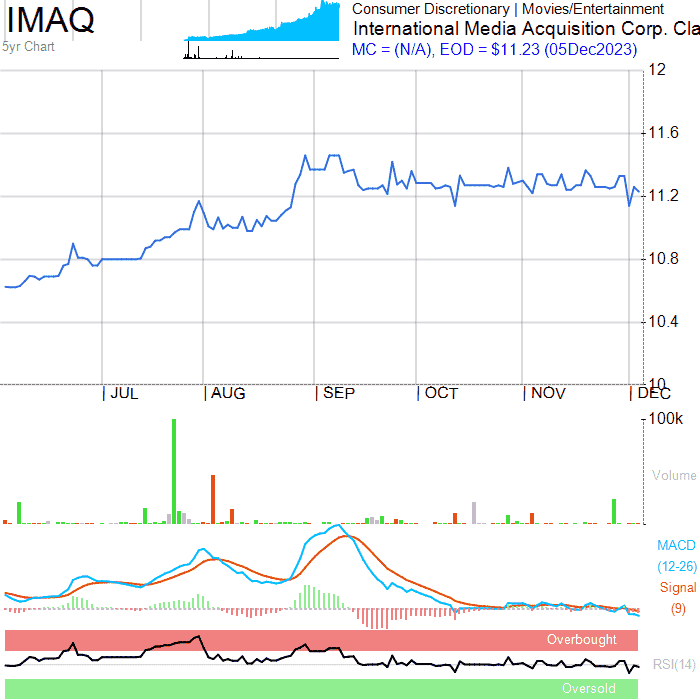 IMAQ
5yr Chart
Consumer Discretionary | Movies/Entertainment
International Media Acquisition Corp. Cla
MC = (N/A), EOD = $11.23 (05Dec2023)
12
11.6
11.2
10.8
10.4
10
JUL AUG SEP OCT NOV DEC
100k
Volume
MACD
(12-26)
Signal
(9)
Overbought
RSI(14)
Oversold